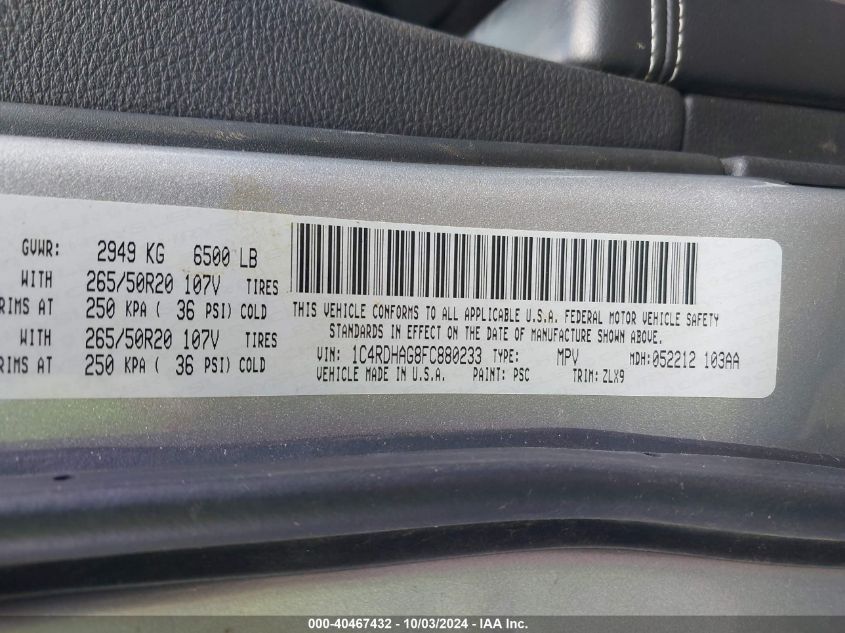 GVWR: 2949 KG 6500 LB
WITH 265/50R20 107V TIRES
RIMS AT 250 KPA ( 36 PSI) COLD
WITH 265/50R20 107V TIRES
RIMS AT 250 KPA ( 36 PSI) COLD
THIS VEHICLE CONFORMS TO ALL APPLICABLE U.S.A. FEDERAL MOTOR VEHICLE SAFETY
STANDARDS IN EFFECT ON THE DATE OF MANUFACTURE SHOWN ABOVE.
VIN: 1C4RDHAG8FC880233 TYPE: MPV MDH:052212 103AA
VEHICLE MADE IN U.S.A. PAINT: PSC TRIM: ZLX9
000-40467432 - 10/03/2024 - IAA Inc.